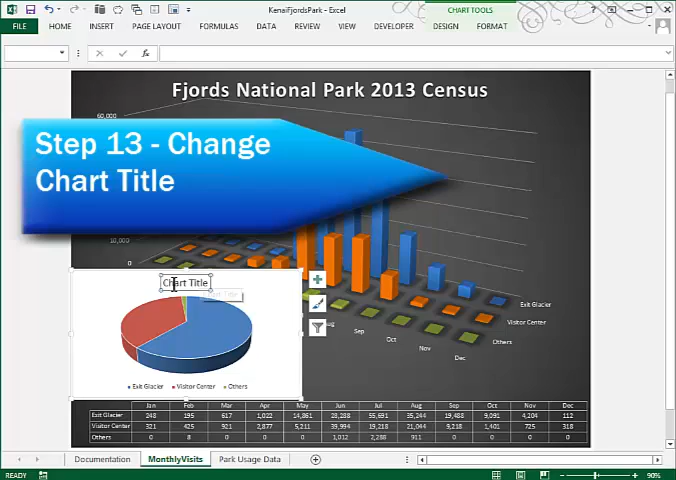 KenaiFjordsPark - Excel
CHART TOOLS
FILE HOME INSERT PAGE LAYOUT FORMULAS DATA REVIEW VIEW DEVELOPER DESIGN FORMAT
fx
Fjords National Park 2013 Census
60,000
Step 13 - Change
Chart Title
10,000
0
Chart Title
Exit Glacier
Visitor Center
Others
Aug Sep Oct Nov Dec
Exit Glacier Visitor Center Others
Jan Feb Mar Apr May Jun Jul Aug Sep Oct Nov Dec
Exit Glacier 248 195 617 1,022 14,861 28,288 55,691 35,244 19,488 9,091 4,204 112
Visitor Center 321 425 921 2,877 5,211 39,994 19,218 21,044 9,218 1,401 725 318
Others 0 8 0 0 0 1,012 2,288 911 0 0 0 0
Documentation MonthlyVisits Park Usage Data
READY
90%